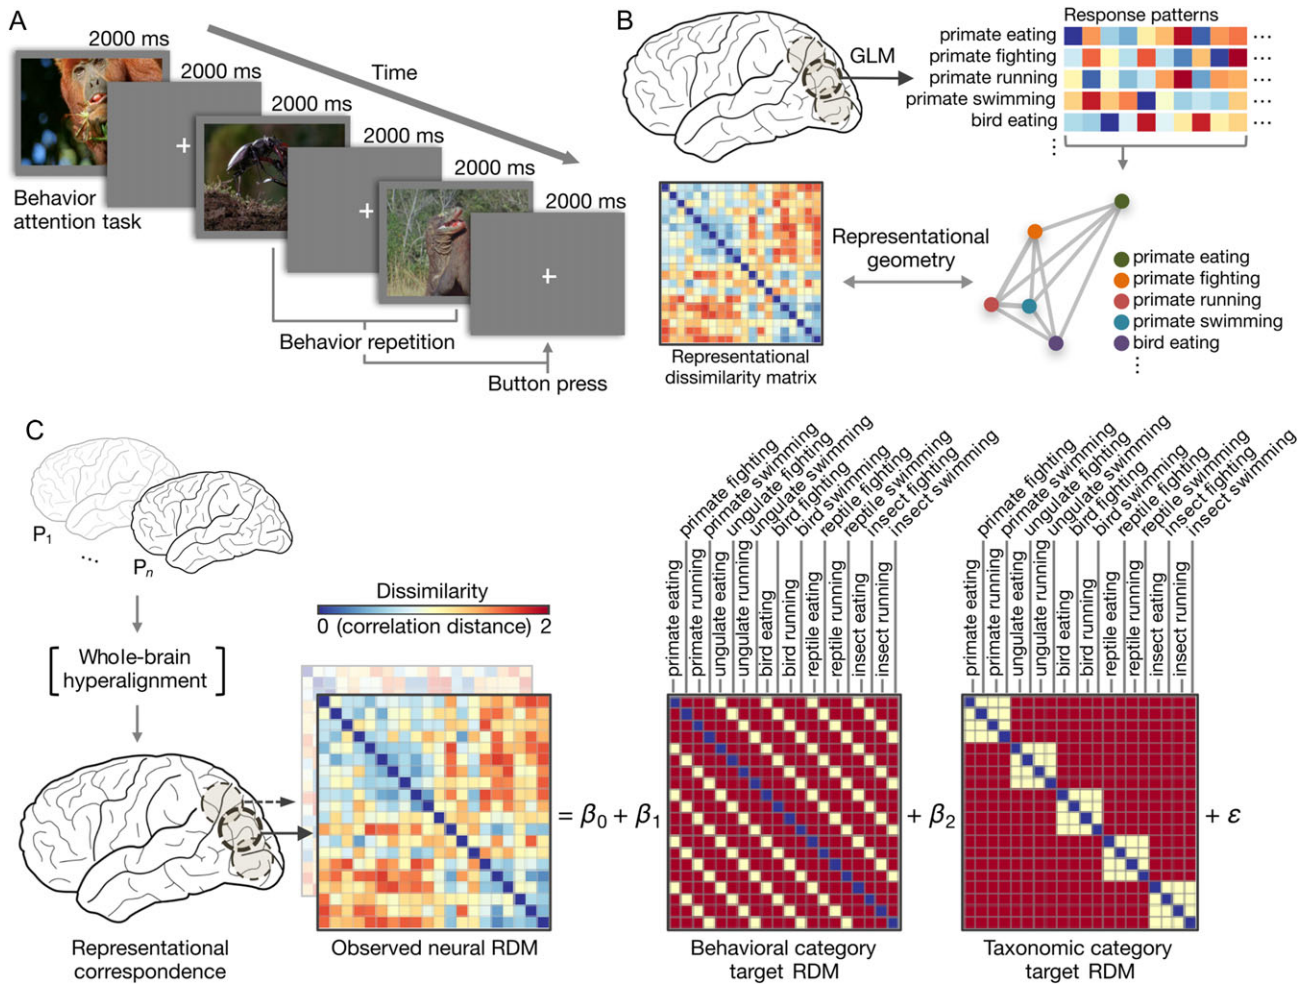 A
2000 ms
2000 ms
2000 ms
2000 ms
2000 ms
2000 ms
Time
Behavior
attention task
Behavior repetition
Button press
B
GLM
Response patterns
primate eating
primate fighting
primate running
primate swimming
bird eating
⋮
...
...
...
...
...
Representational
geometry
primate eating
primate fighting
primate running
primate swimming
bird eating
⋮
Representational
dissimilarity matrix
C
P1
...
Pn
Whole-brain
hyperalignment
Representational
correspondence
Dissimilarity
0 (correlation distance) 2
Observed neural RDM
= β0 + β1
primate eating
primate fighting
primate running
primate swimming
ungulate eating
ungulate fighting
ungulate running
ungulate swimming
bird eating
bird fighting
bird running
bird swimming
reptile eating
reptile fighting
reptile running
reptile swimming
insect eating
insect fighting
insect running
insect swimming
Behavioral category
target RDM
+ β2
primate eating
primate fighting
primate running
primate swimming
ungulate eating
ungulate fighting
ungulate running
ungulate swimming
bird eating
bird fighting
bird running
bird swimming
reptile eating
reptile fighting
reptile running
reptile swimming
insect eating
insect fighting
insect running
insect swimming
Taxonomic category
target RDM
+ ε